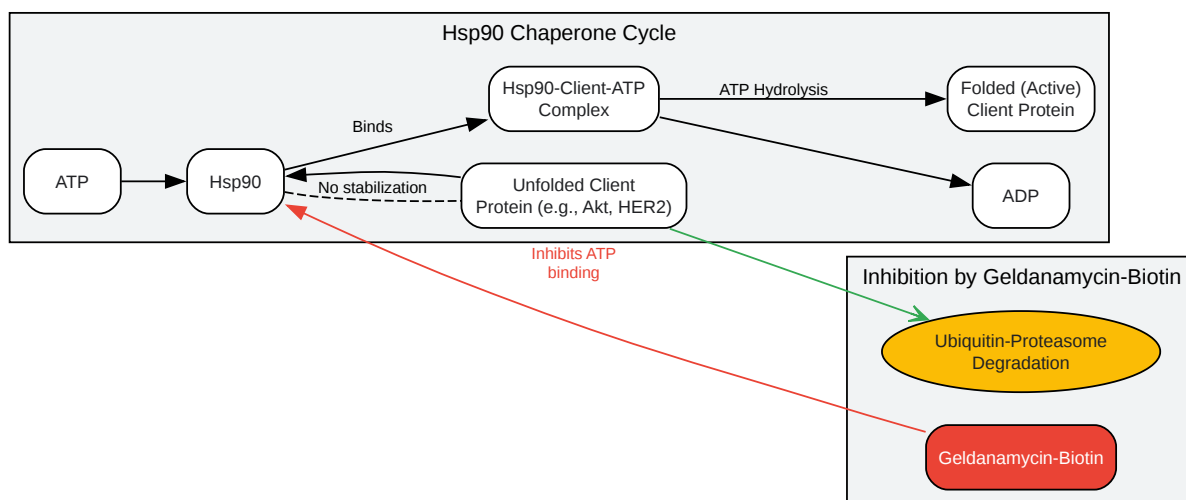 Hsp90 Chaperone Cycle
Hsp90-Client-ATP
Complex
ATP Hydrolysis
Folded (Active)
Client Protein
Binds
ATP
Hsp90
No stabilization
Unfolded Client
Protein (e.g., Akt, HER2)
ADP
Inhibits ATP
binding
Inhibition by Geldanamycin-Biotin
Ubiquitin-Proteasome
Degradation
Geldanamycin-Biotin